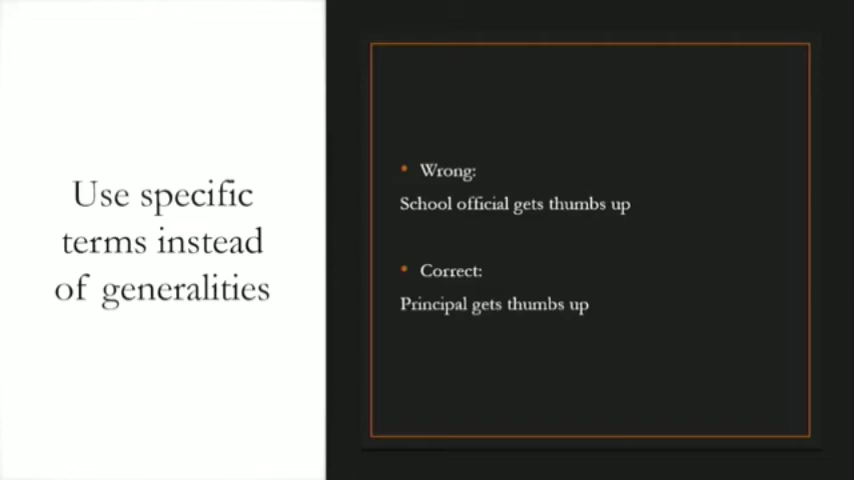 Use specific
terms instead
of generalities
• Wrong:
School official gets thumbs up
• Correct:
Principal gets thumbs up